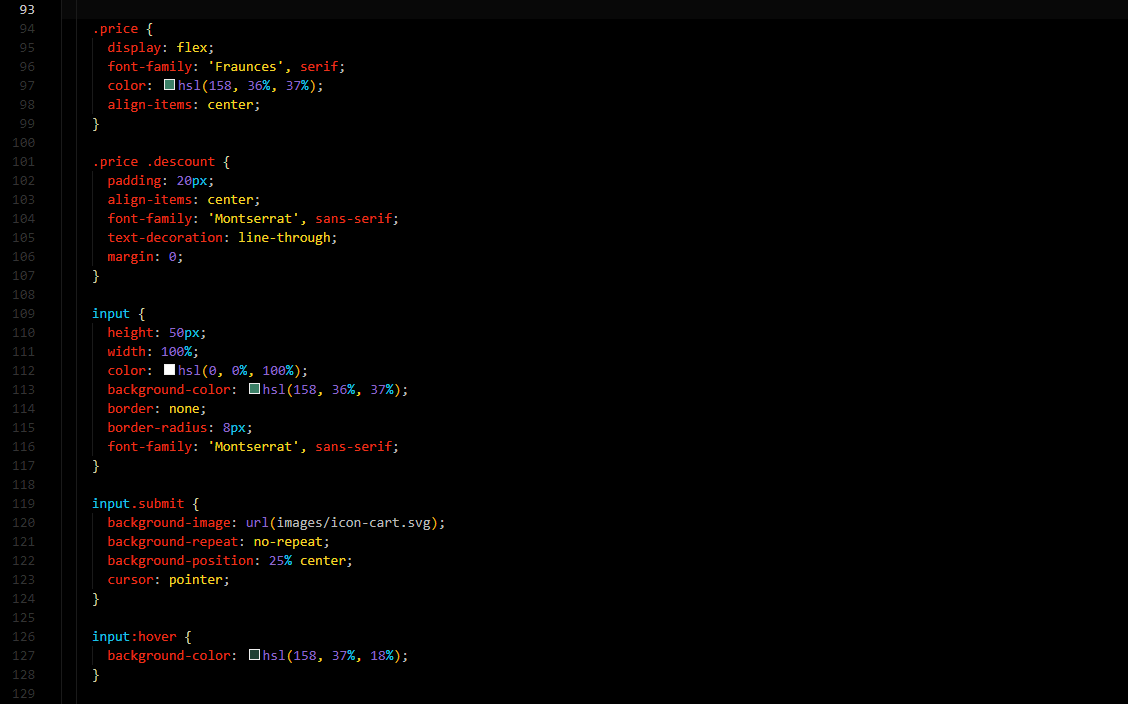 93
94 .price {
95 display: flex;
96 font-family: 'Fraunces', serif;
97 color: hsl(158, 36%, 37%);
98 align-items: center;
99 }
100
101 .price .descount {
102 padding: 20px;
103 align-items: center;
104 font-family: 'Montserrat', sans-serif;
105 text-decoration: line-through;
106 margin: 0;
107 }
108
109 input {
110 height: 50px;
111 width: 100%;
112 color: hsl(0, 0%, 100%);
113 background-color: hsl(158, 36%, 37%);
114 border: none;
115 border-radius: 8px;
116 font-family: 'Montserrat', sans-serif;
117 }
118
119 input.submit {
120 background-image: url(images/icon-cart.svg);
121 background-repeat: no-repeat;
122 background-position: 25% center;
123 cursor: pointer;
124 }
125
126 input:hover {
127 background-color: hsl(158, 37%, 18%);
128 }
129